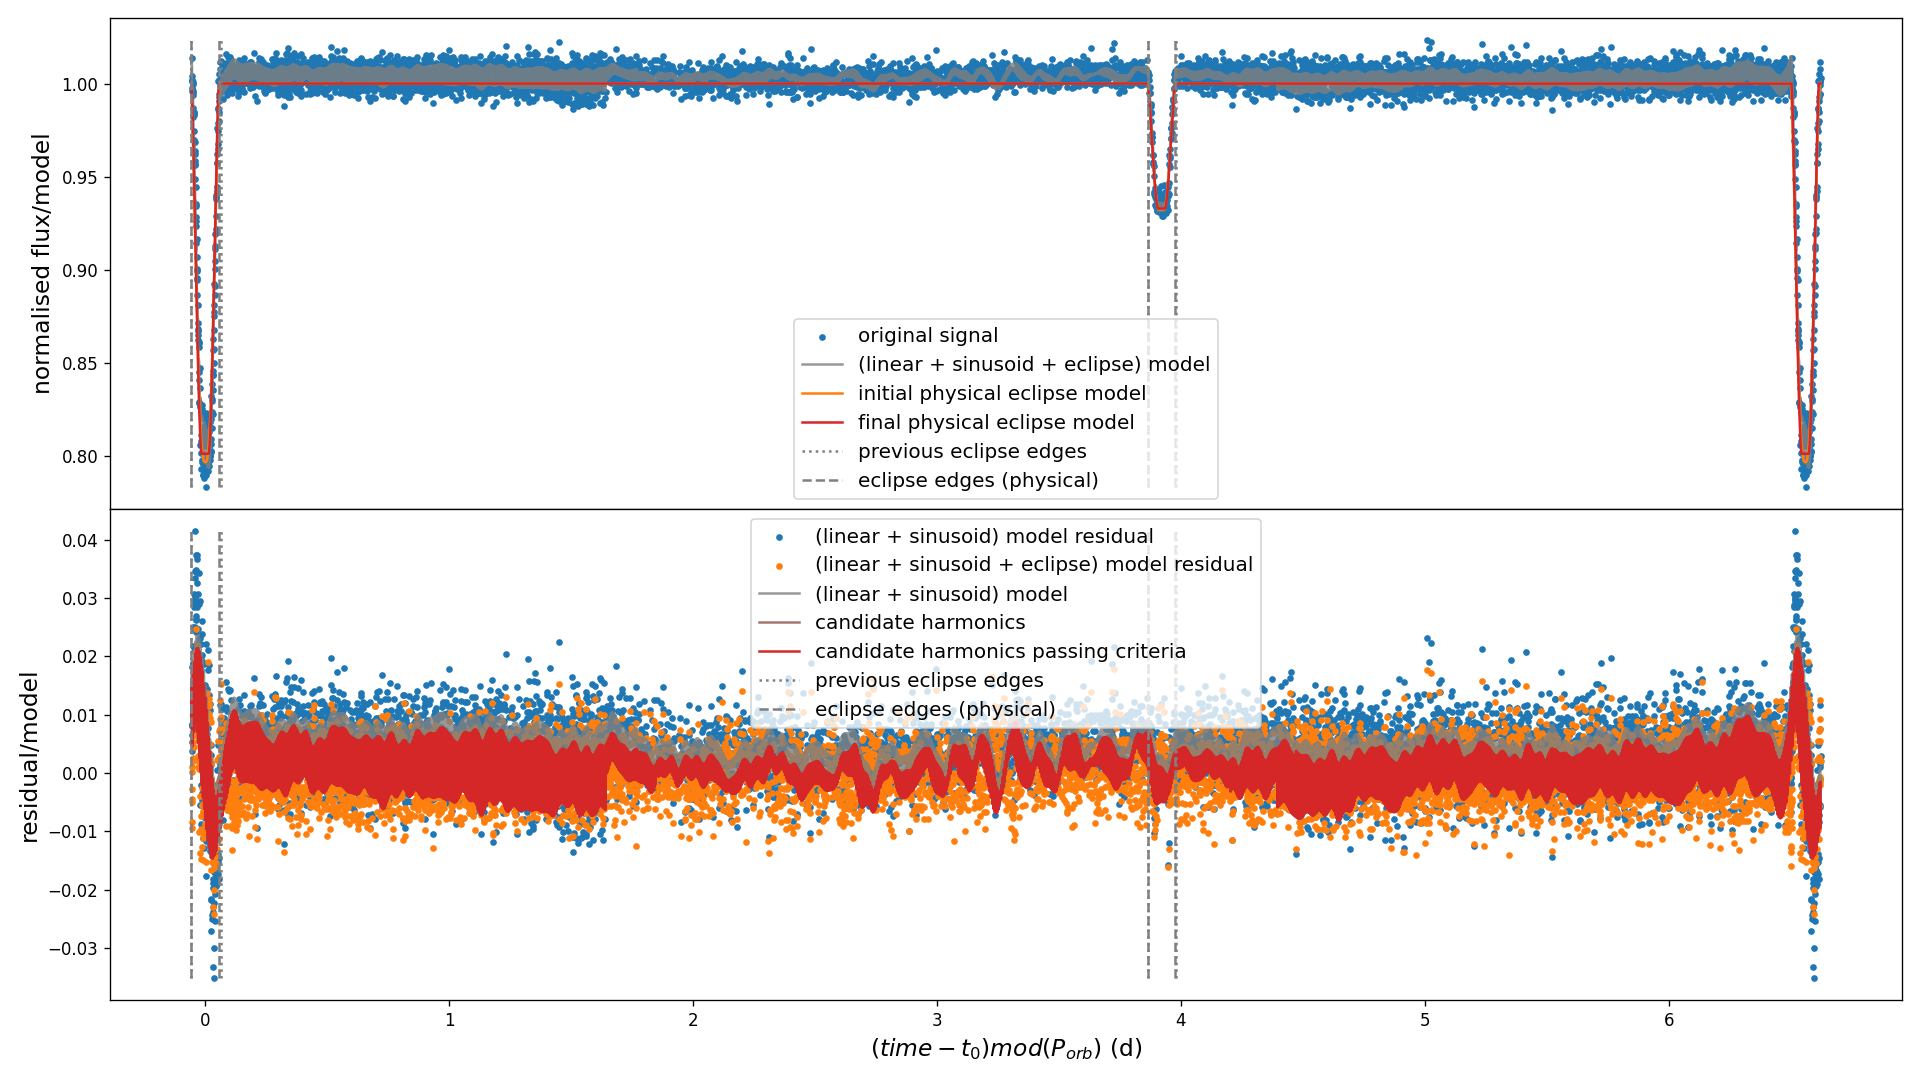 normalised flux/model
1.00
0.95
0.90
0.85
0.80
original signal
(linear + sinusoid + eclipse) model
initial physical eclipse model
final physical eclipse model
previous eclipse edges
eclipse edges (physical)
residual/model
0.04
0.03
0.02
0.01
0.00
−0.01
−0.02
−0.03
(linear + sinusoid) model residual
(linear + sinusoid + eclipse) model residual
(linear + sinusoid) model
candidate harmonics
candidate harmonics passing criteria
previous eclipse edges
eclipse edges (physical)
0 1 2 3 4 5 6
(time − t₀)mod(Pₒᵣᵦ) (d)